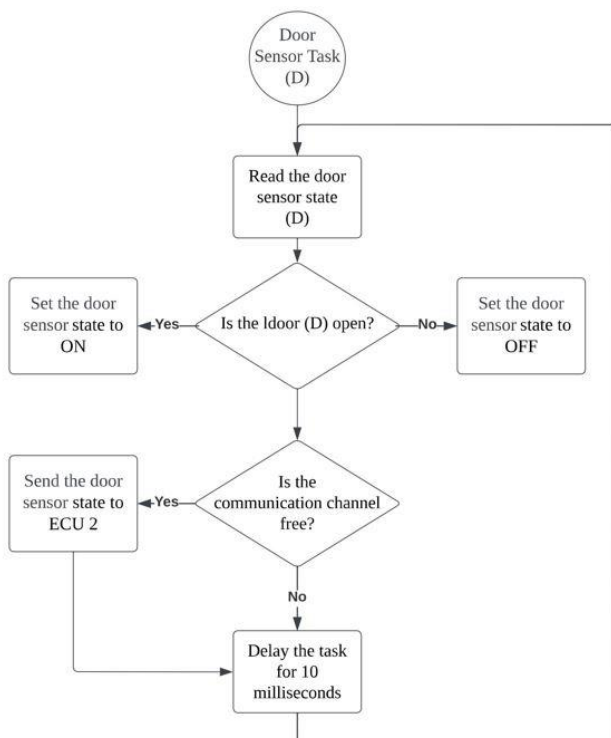 Door
Sensor Task
(D)
Read the door
sensor state
(D)
Is the ldoor (D) open?
Yes
Set the door
sensor state to
ON
No
Set the door
sensor state to
OFF
Is the
communication channel
free?
Yes
Send the door
sensor state to
ECU 2
No
Delay the task
for 10
milliseconds